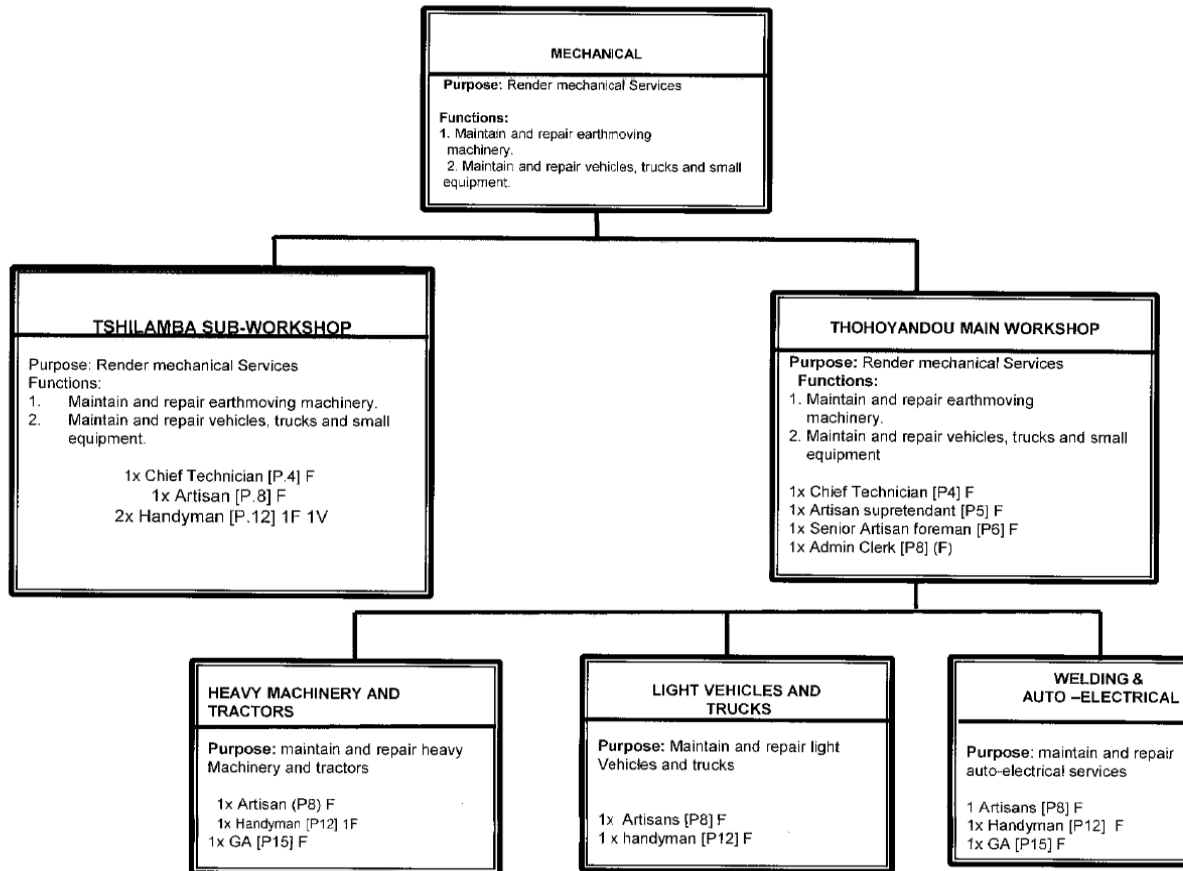 MECHANICAL
Purpose: Render mechanical Services
Functions:
1. Maintain and repair earthmoving
machinery.
2. Maintain and repair vehicles, trucks and small
equipment.
TSHILAMBA SUB-WORKSHOP
Purpose: Render mechanical Services
Functions:
1. Maintain and repair earthmoving machinery.
2. Maintain and repair vehicles, trucks and small
equipment.
1x Chief Technician [P.4] F
1x Artisan [P.8] F
2x Handyman [P.12] 1F 1V
THOHOYANDOU MAIN WORKSHOP
Purpose: Render mechanical Services
Functions:
1. Maintain and repair earthmoving
machinery.
2. Maintain and repair vehicles, trucks and small
equipment
1x Chief Technician [P4] F
1x Artisan supretendant [P5] F
1x Senior Artisan foreman [P6] F
1x Admin Clerk [P8] (F)
HEAVY MACHINERY AND
TRACTORS
Purpose: maintain and repair heavy
Machinery and tractors
1x Artisan (P8) F
1x Handyman [P12] 1F
1x GA [P15] F
LIGHT VEHICLES AND
TRUCKS
Purpose: Maintain and repair light
Vehicles and trucks
1x Artisans [P8] F
1 x handyman [P12] F
WELDING &
AUTO –ELECTRICAL
Purpose: maintain and repair
auto-electrical services
1 Artisans [P8] F
1x Handyman [P12] F
1x GA [P15] F